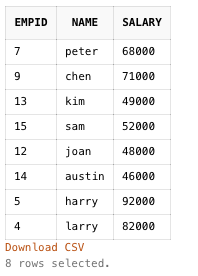 EMPID NAME SALARY
7 peter 68000
9 chen 71000
13 kim 49000
15 sam 52000
12 joan 48000
14 austin 46000
5 harry 92000
4 larry 82000
Download CSV
8 rows selected.